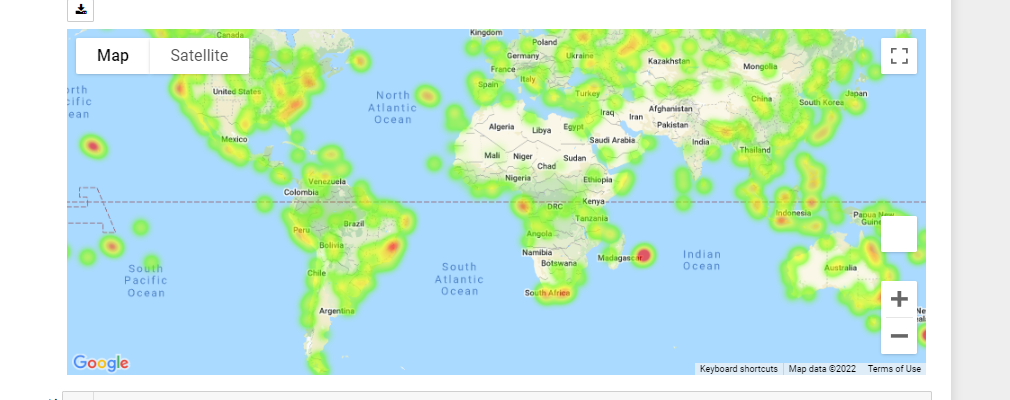 Map
Satellite
Canada
Kingdom
Poland
Germany
Ukraine
France
Kazakhstan
Mongolia
Spain
Italy
Turkey
China
Japan
South Korea
United States
North
Atlantic
Ocean
Afghanistan
Iraq
Iran
Pakistan
Algeria
Libya
Egypt
Saudi Arabia
India
Mexico
Mali
Niger
Chad
Sudan
Thailand
Nigeria
Ethiopia
Venezuela
Colombia
DRC
Kenya
Indonesia
Papua New
Guinea
Tanzania
Peru
Brazil
Angola
Bolivia
Namibia
Botswana
Madagascar
Indian
Ocean
South
Pacific
Ocean
Chile
South
Atlantic
Ocean
Australia
South Africa
Argentina
Google
Keyboard shortcuts
Map data ©2022
Terms of Use